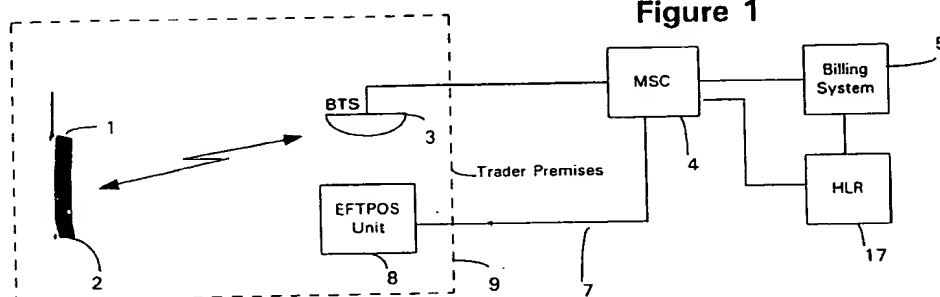 Figure 1
5
MSC
Billing
System
BTS
1
3
4
Trader Premises
HLR
EFTPOS
Unit
2
8
9
7
17